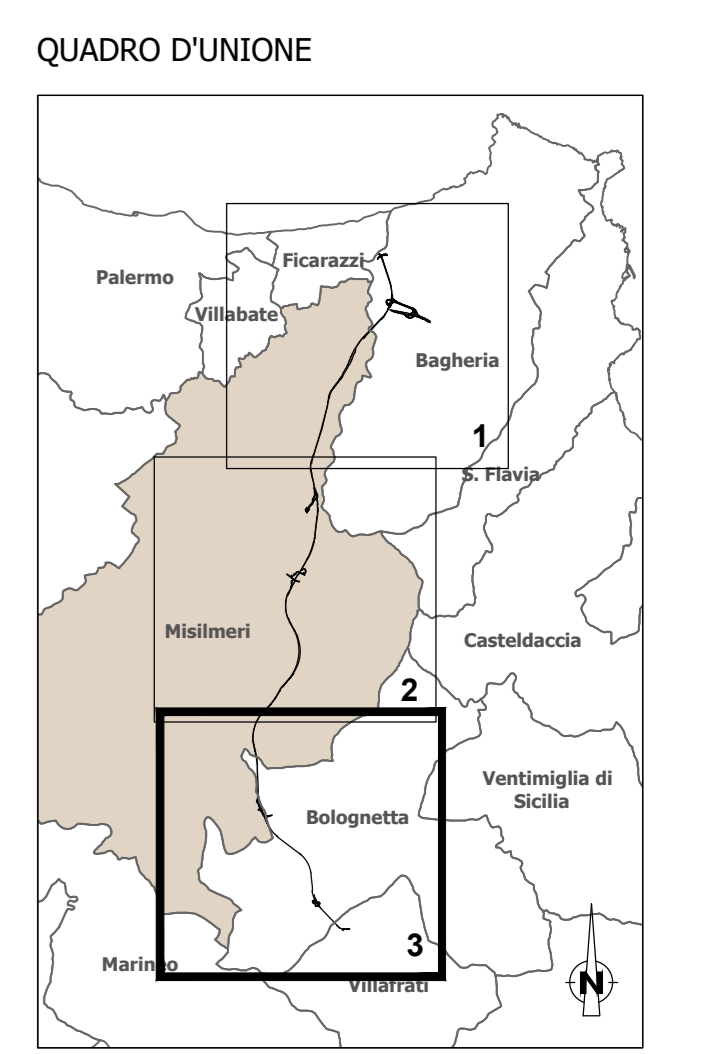 QUADRO D'UNIONE
Ficarazzi
Palermo
Villabate
Bagheria
1
S. Flavia
Misilmeri
Casteldaccia
2
Ventimiglia di
Sicilia
Bolognetta
3
Marineo
Villafrati
N